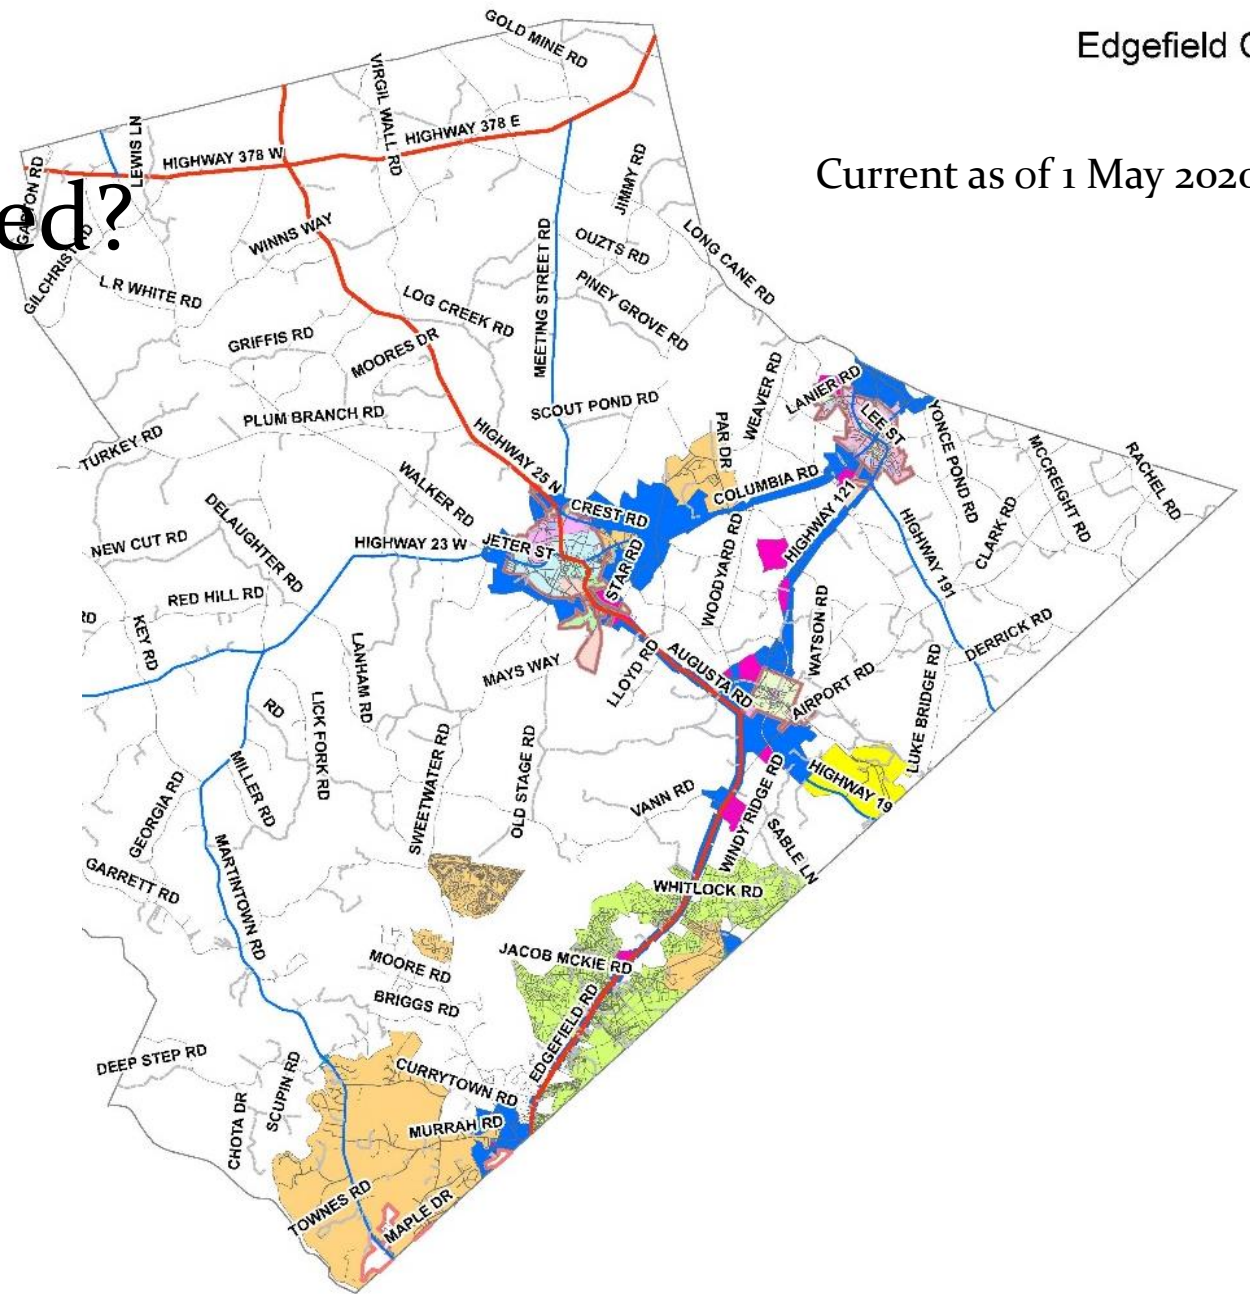 Edgefield C
Current as of 1 May 2020
ed?
GOLD MINE RD
VIRGIL WALL RD
LEWIS LN
HIGHWAY 378 W
HIGHWAY 378 E
GILCHRIST RD
WINNS WAY
JIMMY RD
MEETING STREET RD
OUZTS RD
LONG CANE RD
L.R WHITE RD
LOG CREEK RD
PINEY GROVE RD
GRIFFIS RD
MOORES DR
WEAVER RD
LANIER RD
LEE ST
PLUM BRANCH RD
SCOUT POND RD
PAR DR
YONCE POND RD
TURKEY RD
HIGHWAY 25 N
MCCREIGHT RD
RACHEL RD
WALKER RD
COLUMBIA RD
HIGHWAY 121
DELAUGHTER RD
CREST RD
CLARK RD
NEW CUT RD
HIGHWAY 23 W
JETER ST
STAR RD
WOODYARD RD
HIGHWAY 191
RED HILL RD
RD
KEY RD
LANHAM RD
MAYS WAY
LLOYD RD
AUGUSTA RD
WATSON RD
DERRICK RD
AIRPORT RD
LUKE BRIDGE RD
RD
LICK FORK RD
MILLER RD
SWEETWATER RD
OLD STAGE RD
GEORGIA RD
VANN RD
WINDY RIDGE RD
HIGHWAY 19
SABLE LN
GARRETT RD
MARTINTOWN RD
WHITLOCK RD
MOORE RD
JACOB MCKIE RD
BRIGGS RD
EDGEFIELD RD
DEEP STEP RD
SCUPIN RD
CHOTA DR
CURRYTOWN RD
MURRAH RD
TOWNES RD
MAPLE DR